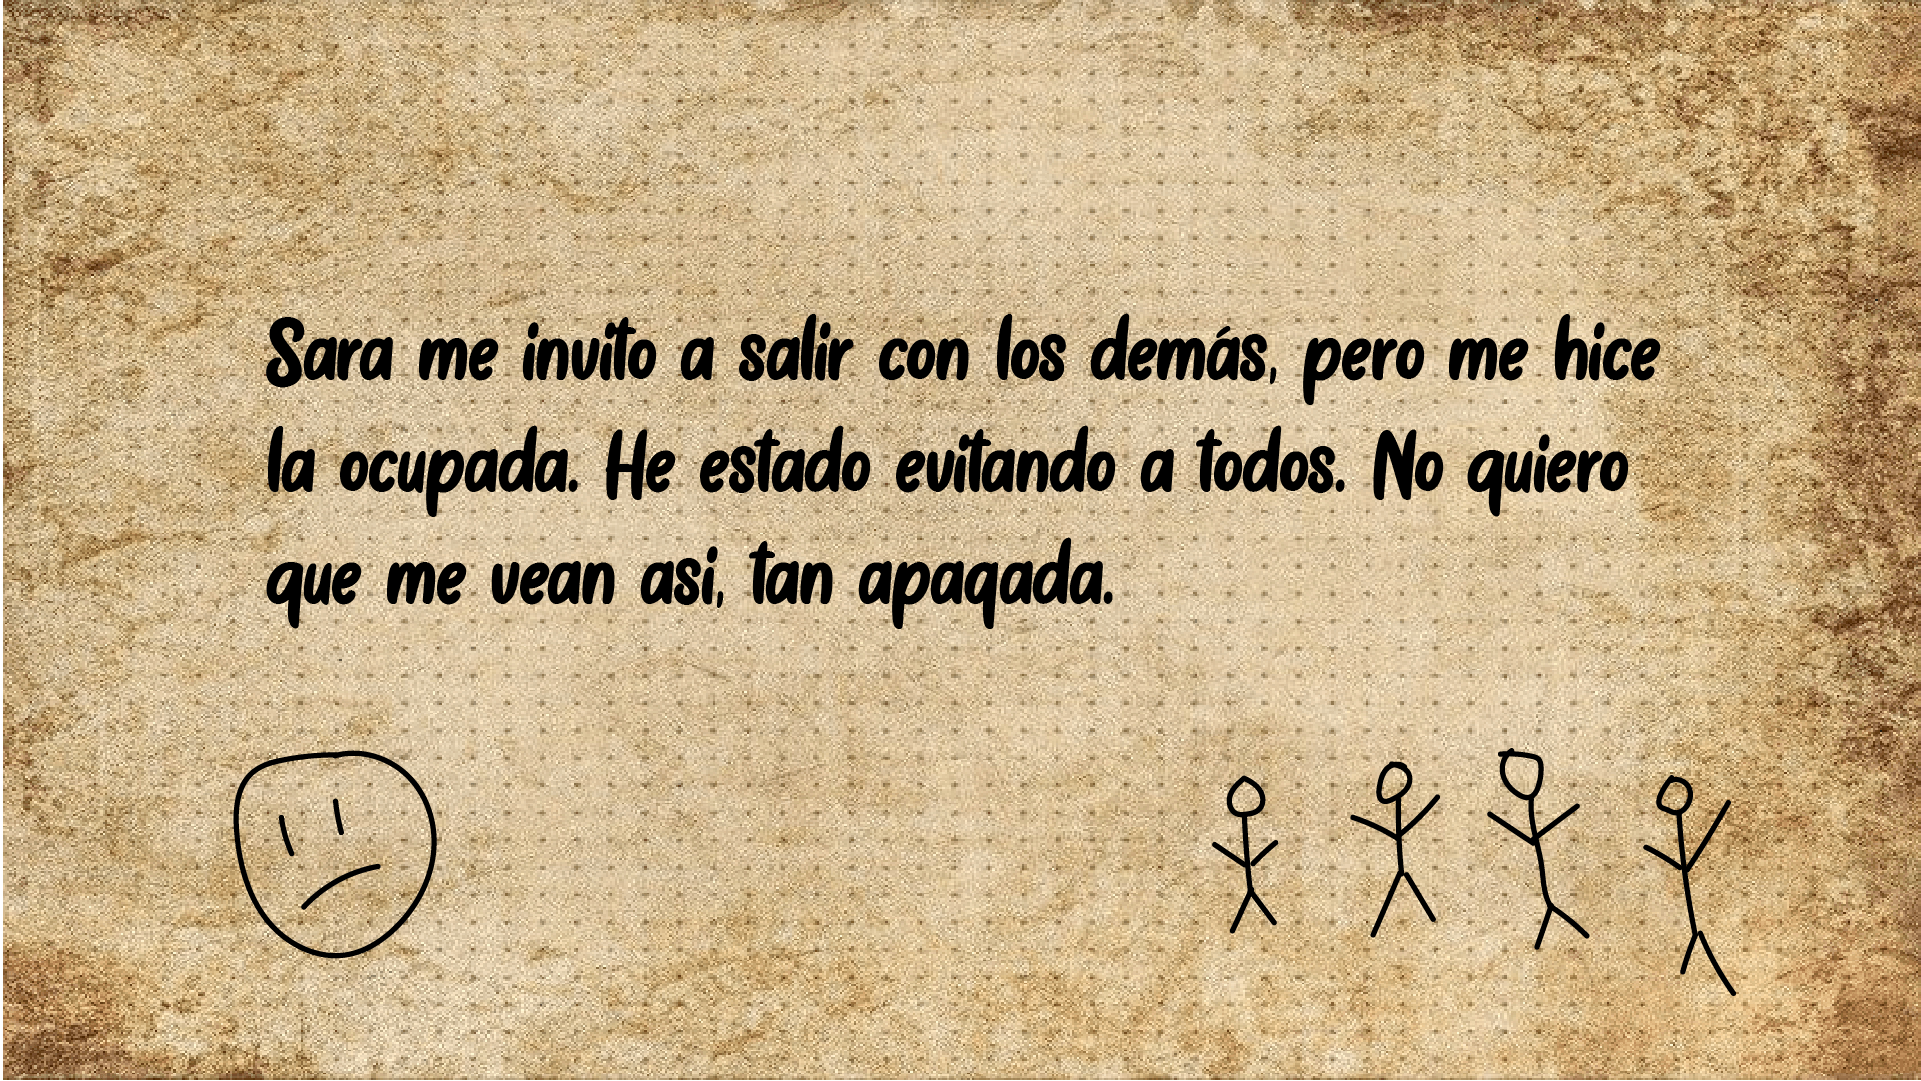 Sara me invito a salir con los demás, pero me hice
la ocupada. He estado evitando a todos. No quiero
que me vean asi, tan apagada.